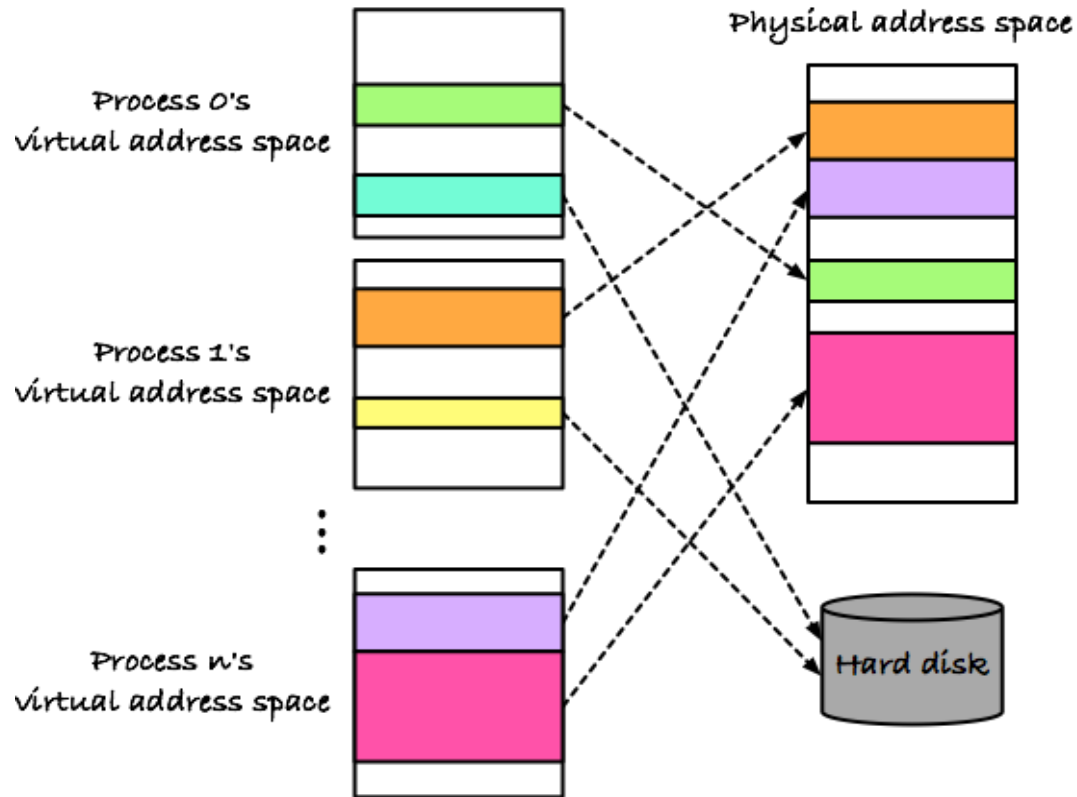 Physical address space
Process 0's
virtual address space
Process 1's
virtual address space
Process n's
virtual address space
Hard disk